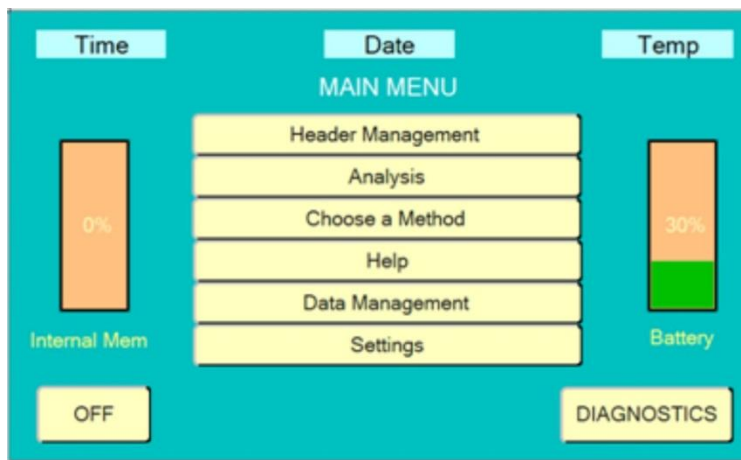 Time Date Temp
MAIN MENU
Header Management
Analysis
Choose a Method
0% 30%
Help
Data Management
Internal Mem Settings Battery
OFF DIAGNOSTICS